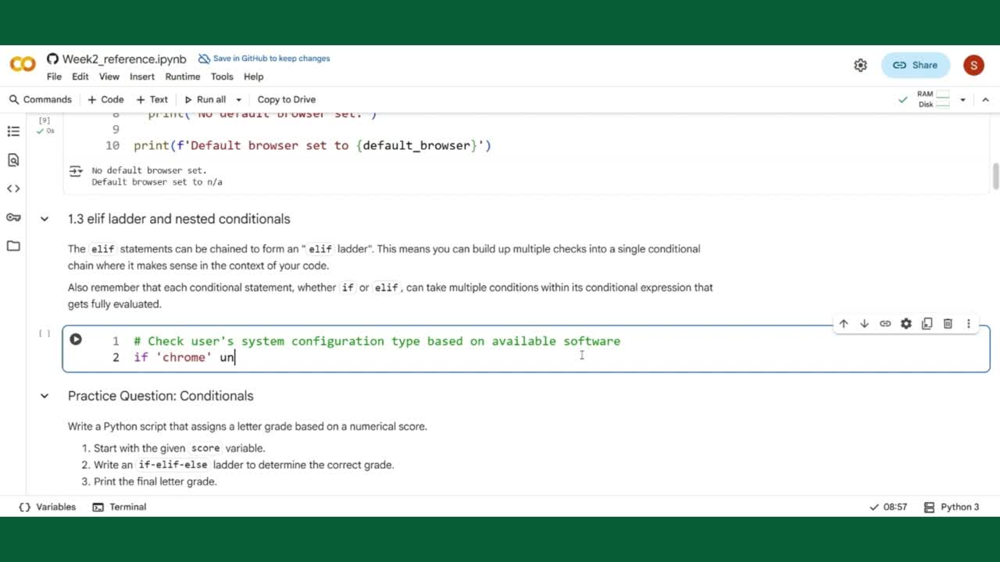 Week2_reference.ipynb
Save in GitHub to keep changes
Share
S
File Edit View Insert Runtime Tools Help
Commands + Code + Text Run all Copy to Drive
RAM
Disk
[9]
0s
8 print('No default browser set.')
9
10 print(f'Default browser set to {default_browser}')
No default browser set.
Default browser set to n/a
1.3 elif ladder and nested conditionals
The elif statements can be chained to form an "elif ladder". This means you can build up multiple checks into a single conditional
chain where it makes sense in the context of your code.
Also remember that each conditional statement, whether if or elif, can take multiple conditions within its conditional expression that
gets fully evaluated.
[ ]
1 # Check user's system configuration type based on available software
2 if 'chrome' un
Practice Question: Conditionals
Write a Python script that assigns a letter grade based on a numerical score.
1. Start with the given score variable.
2. Write an if-elif-else ladder to determine the correct grade.
3. Print the final letter grade.
{} Variables Terminal
08:57 Python 3